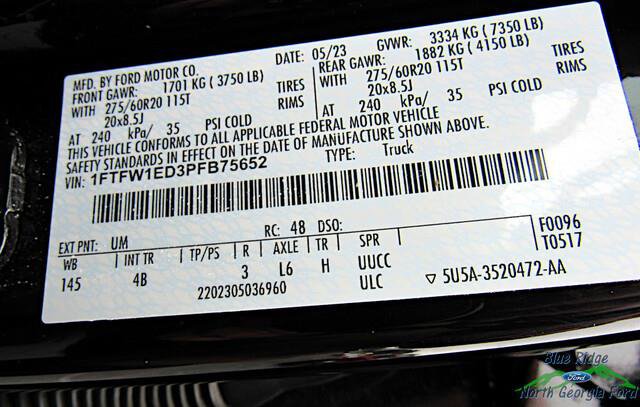 MFD. BY FORD MOTOR CO. DATE: 05/23 GVWR: 3334 KG ( 7350 LB)
FRONT GAWR: 1701 KG ( 3750 LB) REAR GAWR: 1882 KG ( 4150 LB)
WITH 275/60R20 115T TIRES WITH 275/60R20 115T TIRES
20x8.5J RIMS 20x8.5J RIMS
AT 240 kPa/ 35 PSI COLD AT 240 kPa/ 35 PSI COLD
THIS VEHICLE CONFORMS TO ALL APPLICABLE FEDERAL MOTOR VEHICLE
SAFETY STANDARDS IN EFFECT ON THE DATE OF MANUFACTURE SHOWN ABOVE.
VIN: 1FTFW1ED3PFB75652 TYPE: Truck
EXT PNT: UM RC: 48 DSO: F0096
WB INT TR TP/PS R AXLE TR SPR T0517
145 4B 3 L6 H UUCC
2202305036960 ULC ▽ 5U5A-3520472-AA
Blue Ridge
Ford
North Georgia Ford